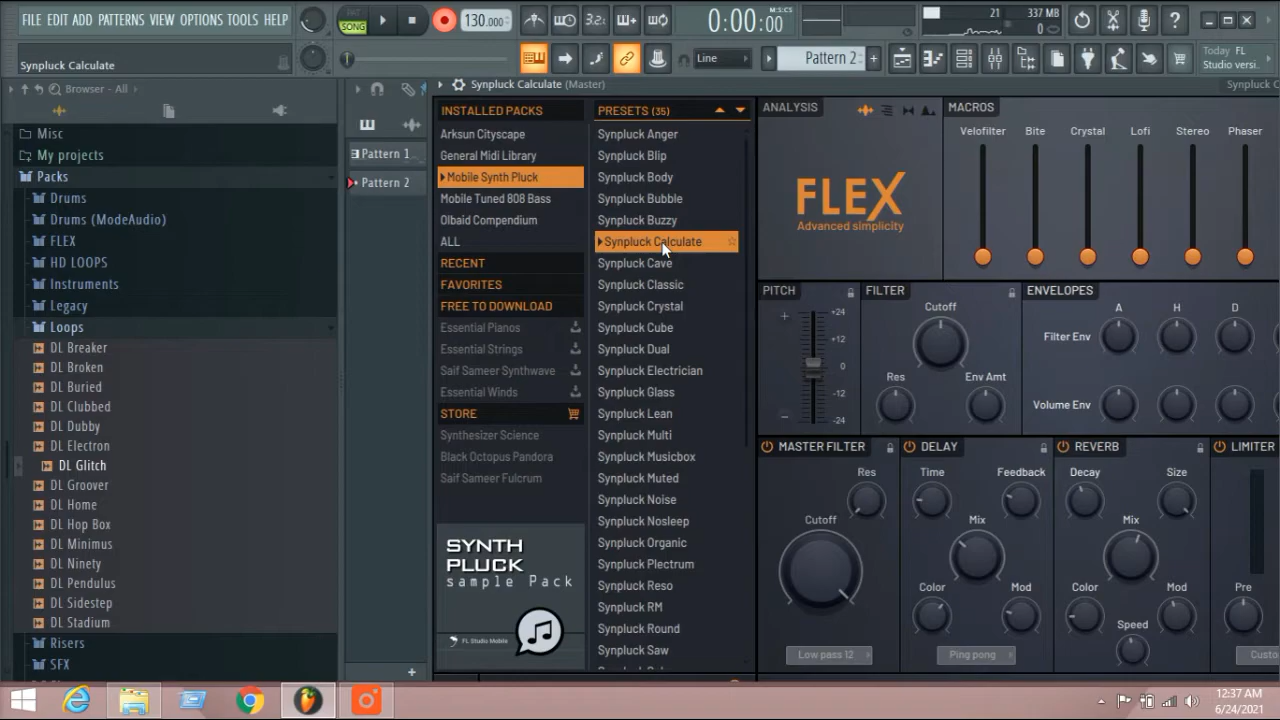 FILE EDIT ADD PATTERNS VIEW OPTIONS TOOLS HELP
PAT
SONG
130.000
3.2:
0:00:00
M:S:CS
21
337 MB
0
Synpluck Calculate
Line
Pattern 2
Today FL
Studio versi..
Browser - All
Synpluck Calculate (Master)
Synpluck C
Misc
My projects
Packs
Drums
Drums (ModeAudio)
FLEX
HD LOOPS
Instruments
Legacy
Loops
DL Breaker
DL Broken
DL Buried
DL Clubbed
DL Dubby
DL Electron
DL Glitch
DL Groover
DL Home
DL Hop Box
DL Minimus
DL Ninety
DL Pendulus
DL Sidestep
DL Stadium
Risers
SFX
Pattern 1
Pattern 2
INSTALLED PACKS
Arksun Cityscape
General Midi Library
Mobile Synth Pluck
Mobile Tuned 808 Bass
Olbaid Compendium
ALL
RECENT
FAVORITES
FREE TO DOWNLOAD
Essential Pianos
Essential Strings
Saif Sameer Synthwave
Essential Winds
STORE
Synthesizer Science
Black Octopus Pandora
Saif Sameer Fulcrum
SYNTH
PLUCK
sample Pack
FL STUDIO MOBILE
PRESETS (35)
Synpluck Anger
Synpluck Blip
Synpluck Body
Synpluck Bubble
Synpluck Buzzy
Synpluck Calculate
Synpluck Cave
Synpluck Classic
Synpluck Crystal
Synpluck Cube
Synpluck Dual
Synpluck Electrician
Synpluck Glass
Synpluck Lean
Synpluck Multi
Synpluck Musicbox
Synpluck Muted
Synpluck Noise
Synpluck Nosleep
Synpluck Organic
Synpluck Plectrum
Synpluck Reso
Synpluck RM
Synpluck Round
Synpluck Saw
ANALYSIS
FLEX
Advanced simplicity
MACROS
Velofilter
Bite
Crystal
Lofi
Stereo
Phaser
PITCH
+24
+12
0
-12
-24
FILTER
Cutoff
Res
Env Amt
ENVELOPES
A
H
D
Filter Env
Volume Env
MASTER FILTER
Res
Cutoff
Low pass 12
DELAY
Time
Feedback
Mix
Color
Mod
Ping pong
REVERB
Decay
Size
Mix
Color
Mod
Speed
LIMITER
Pre
Custo
12:37 AM
6/24/2021